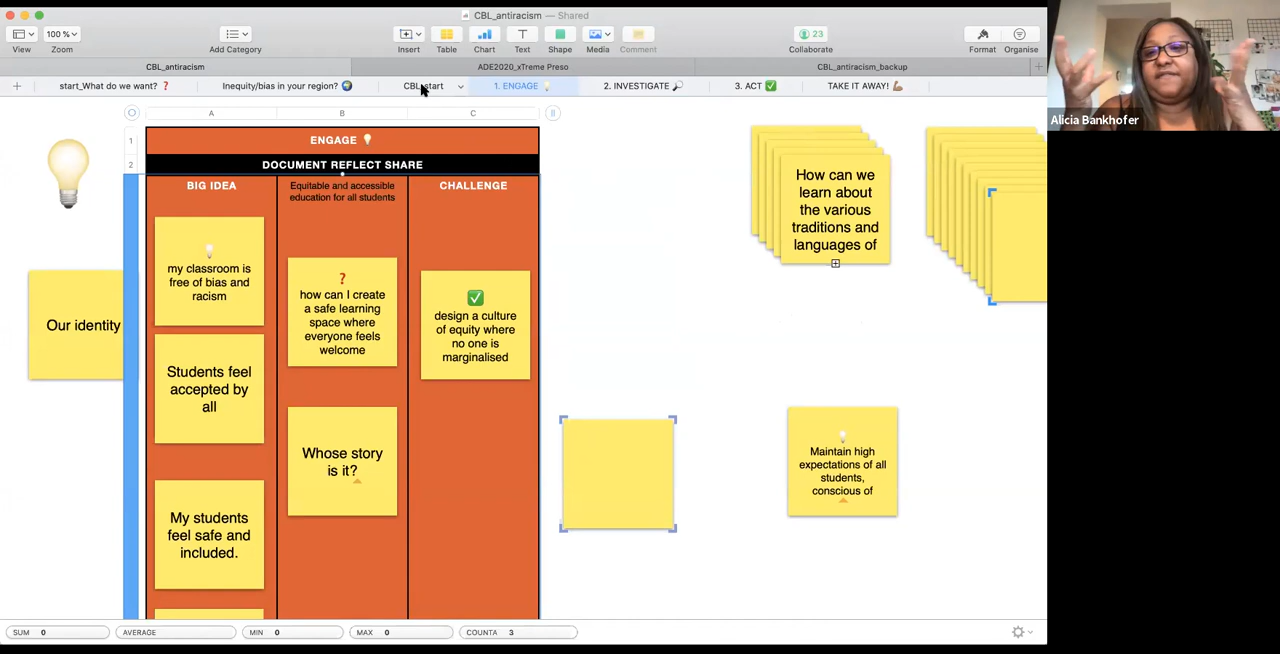 CBL_antiracism — Shared
100 %
23
View
Zoom
Add Category
Insert
Table
Chart
Text
Shape
Media
Comment
Collaborate
Format
Organise
CBL_antiracism
ADE2020_xTreme Preso
CBL_antiracism_backup
start_What do we want? ❓
Inequity/bias in your region?
CBL_start
1. ENGAGE 💡
2. INVESTIGATE 🔎
3. ACT ✅
TAKE IT AWAY! 💪🏽
Alicia Bankhofer
A
B
C
1
2
ENGAGE 💡
DOCUMENT REFLECT SHARE
BIG IDEA
Equitable and accessible
education for all students
CHALLENGE
my classroom is
free of bias and
racism
Students feel
accepted by
all
My students
feel safe and
included.
❓
how can I create
a safe learning
space where
everyone feels
welcome
Whose story
is it?
✅
design a culture
of equity where
no one is
marginalised
Our identity
How can we
learn about
the various
traditions and
languages of
Maintain high
expectations of all
students,
conscious of
SUM 0
AVERAGE
MIN 0
MAX 0
COUNTA 3